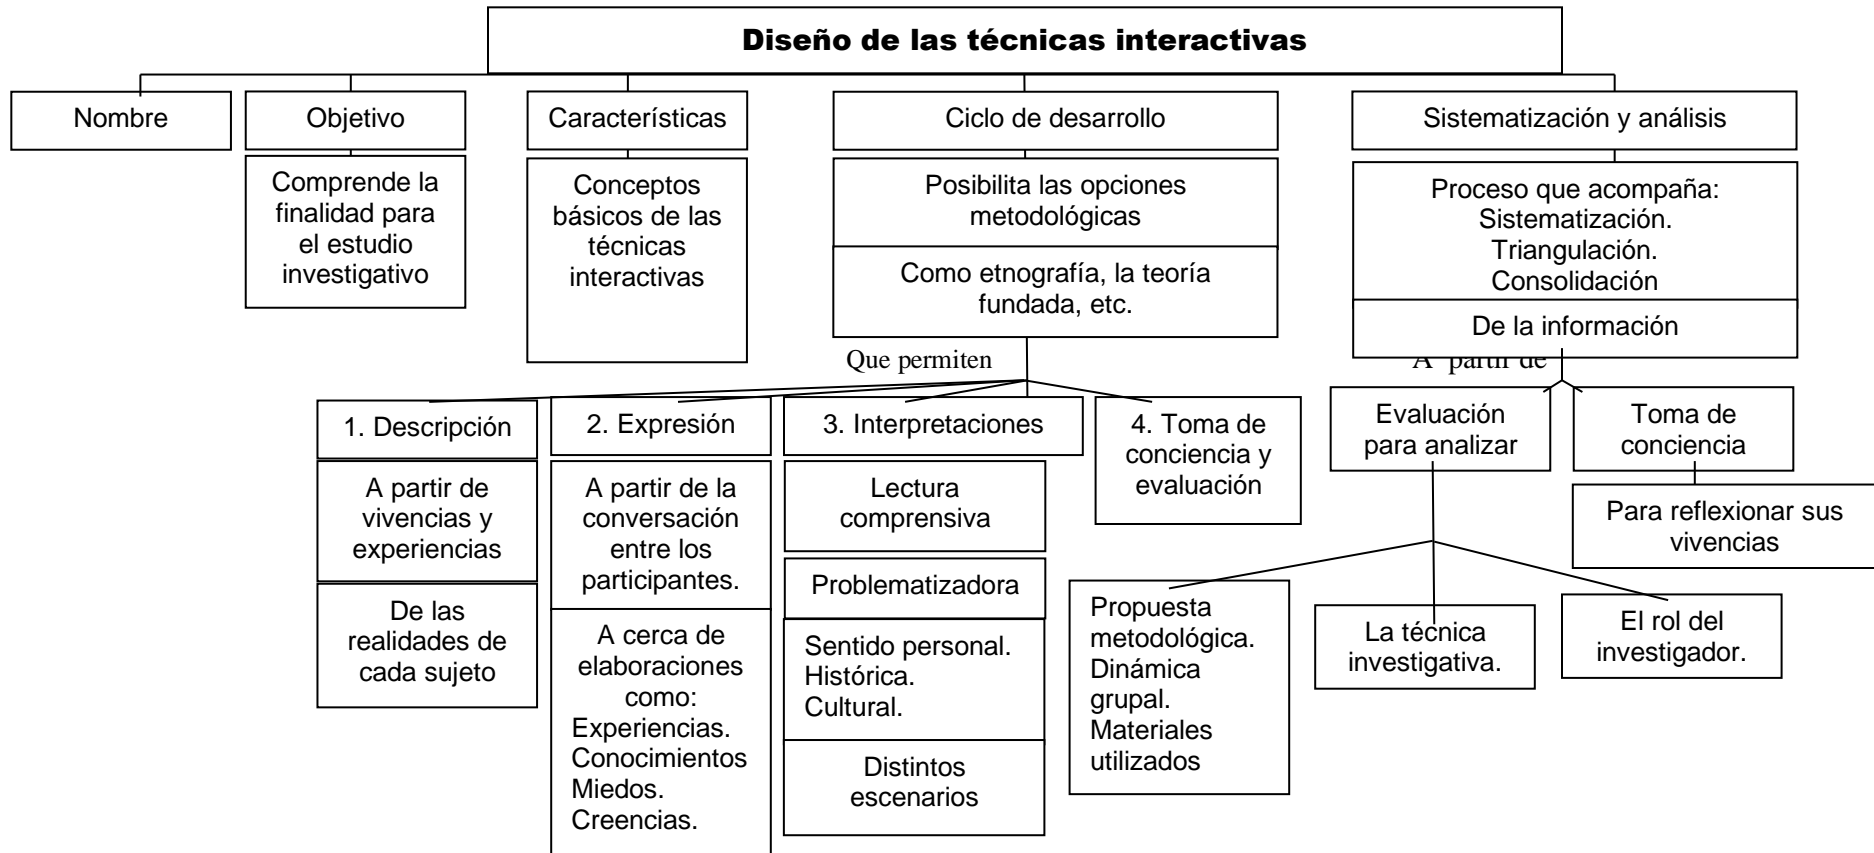 Diseño de las técnicas interactivas
Nombre
Objetivo
Características
Ciclo de desarrollo
Sistematización y análisis
Comprende la
finalidad para
el estudio
investigativo
Conceptos
básicos de las
técnicas
interactivas
Posibilita las opciones
metodológicas
Como etnografía, la teoría
fundada, etc.
Proceso que acompaña:
Sistematización.
Triangulación.
Consolidación
De la información
Que permiten
A partir de
1. Descripción
A partir de
vivencias y
experiencias
De las
realidades de
cada sujeto
2. Expresión
A partir de la
conversación
entre los
participantes.
A cerca de
elaboraciones
como:
Experiencias.
Conocimientos
Miedos.
Creencias.
3. Interpretaciones
Lectura
comprensiva
Problematizadora
Sentido personal.
Histórica.
Cultural.
Distintos
escenarios
4. Toma de
conciencia y
evaluación
Evaluación
para analizar
Toma de
conciencia
Para reflexionar sus
vivencias
Propuesta
metodológica.
Dinámica
grupal.
Materiales
utilizados
La técnica
investigativa.
El rol del
investigador.